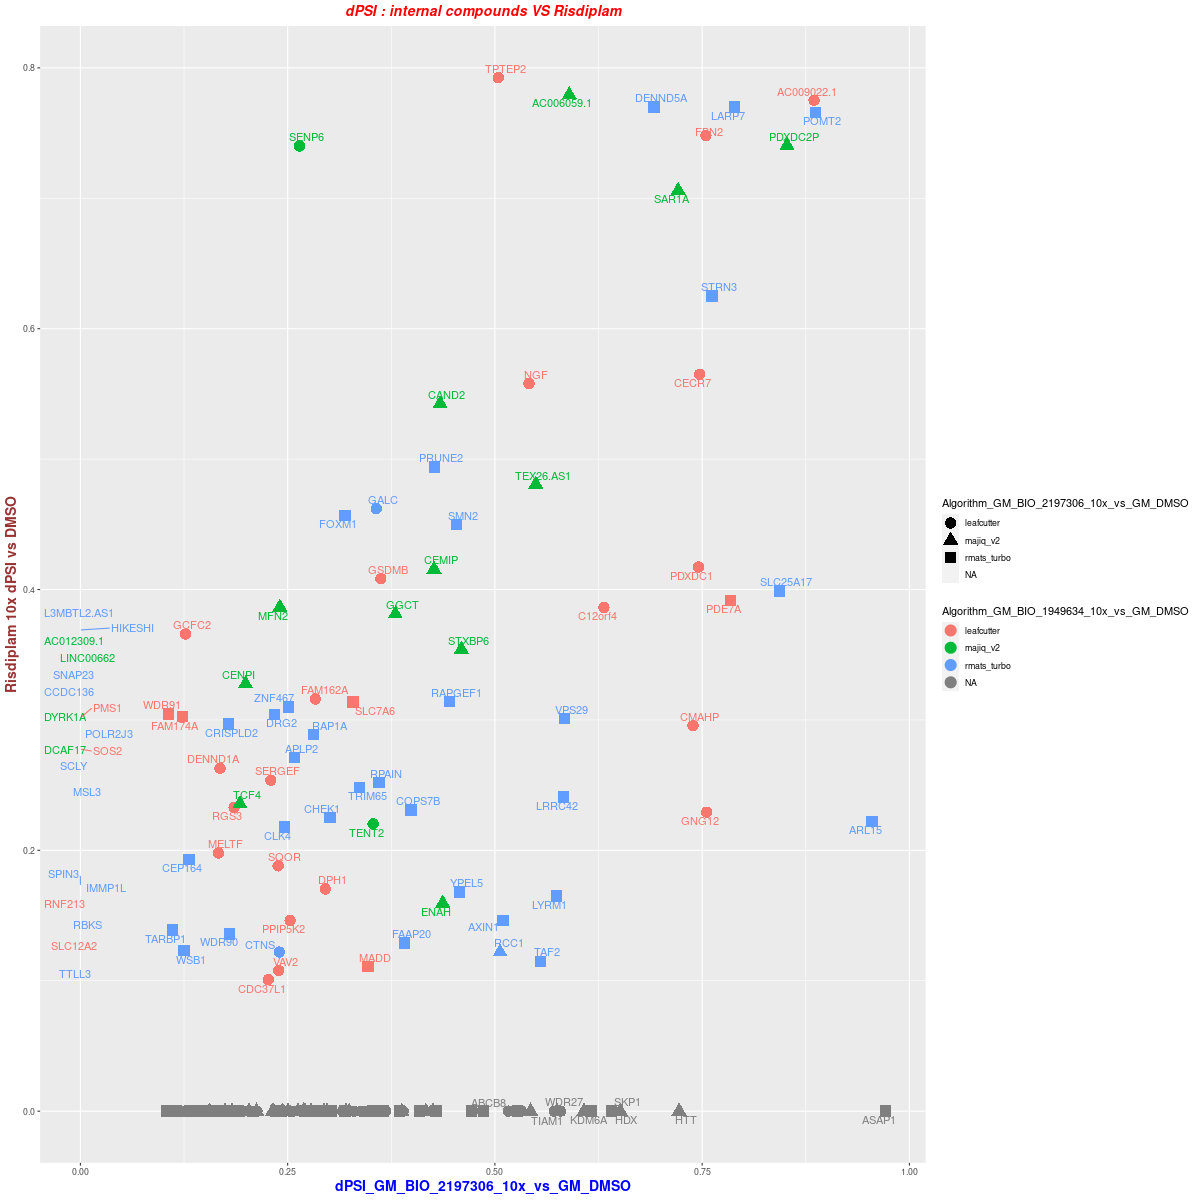 dPSI : internal compounds VS Risdiplam
TPTEP2
AC006059.1
DENND5A
LARP7
AC009022.1
POMT2
FBN2
PDXDC2P
SENP6
SAR1A
STRN3
NGF
CECR7
CAND2
PRUNE2
TEX26.AS1
GALC
FOXM1
SMN2
CEMIP
GSDMB
PDXDC1
SLC25A17
PDE7A
MFN2
GGCT
C12orf4
L3MBTL2.AS1
HIKESHI
GCFC2
AC012309.1
STXBP6
LINC00662
SNAP23
CENPI
CCDC136
FAM162A
RAPGEF1
ZNF467
WDR91
PMS1
SLC7A6
VPS29
DYRK1A
CMAHP
FAM174A
DRG2
RAP1A
CRISPLD2
POLR2J3
DCAF17
SOS2
APLP2
DENND1A
SCLY
SERGEF
RPAIN
MSL3
TCF4
TRIM65
COPS7B
LRRC42
CHEK1
RGS3
GNG12
ARL15
TENT2
CLK4
MELTF
SQOR
CEP164
SPIN3
DPH1
YPEL5
IMMP1L
RNF213
LYRM1
ENAH
RBKS
PPIP5K2
AXIN1
TARBP1
WDR90
FAAP20
SLC12A2
CTNS
RCC1
TAF2
WSB1
VAV2
MADD
TTLL3
CDC37L1
ABCB8
WDR27
SKP1
TIAM1
KDM6A
HDX
HTT
ASAP1
0.8
0.6
0.4
0.2
0.0
0.00
0.25
0.50
0.75
1.00
Risdiplam 10x dPSI vs DMSO
dPSI_GM_BIO_2197306_10x_vs_GM_DMSO
Algorithm_GM_BIO_2197306_10x_vs_GM_DMSO
leafcutter
majiq_v2
rmats_turbo
NA
Algorithm_GM_BIO_1949634_10x_vs_GM_DMSO
leafcutter
majiq_v2
rmats_turbo
NA